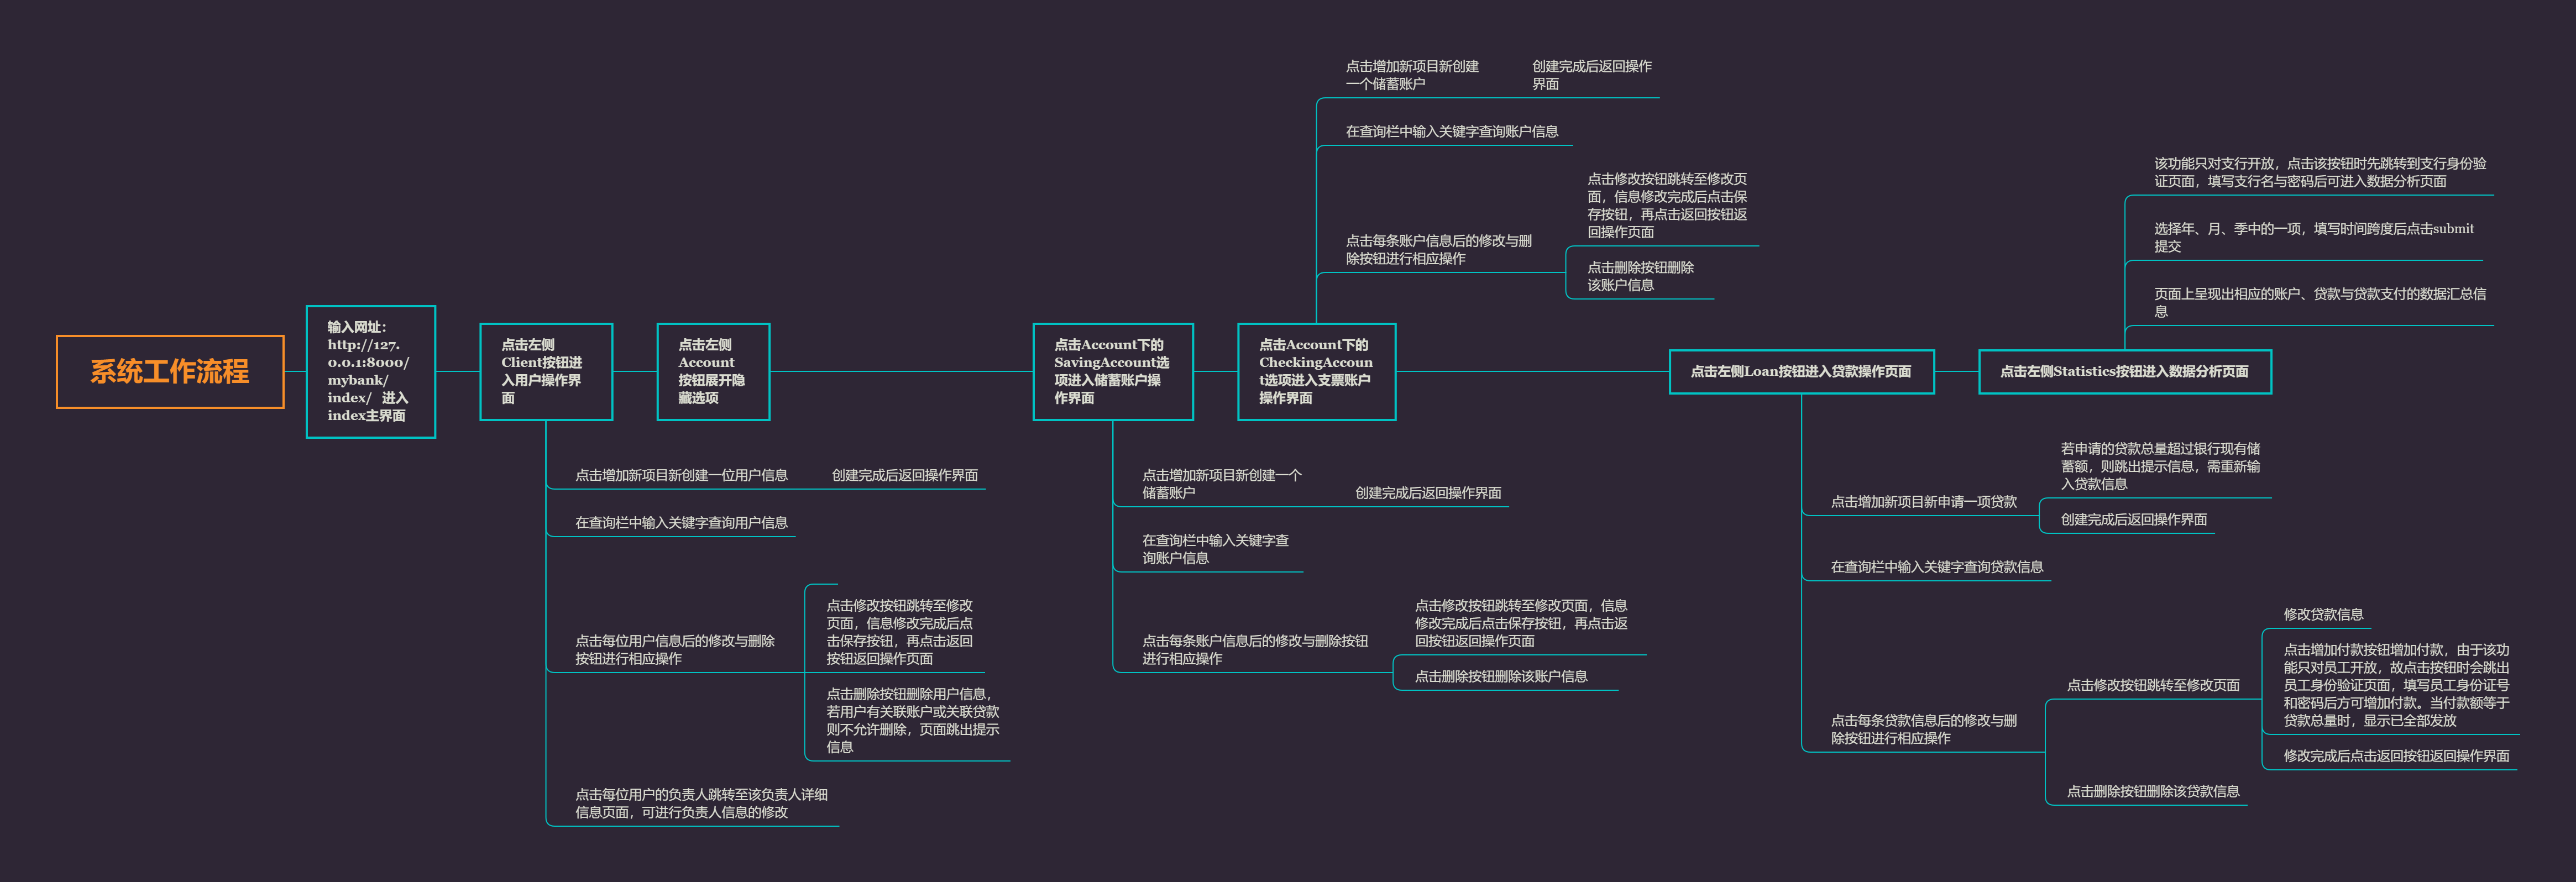 系统工作流程
输入网址：
http://127.
0.0.1:8000/
mybank/
index/ 进入
index主界面
点击左侧
Client按钮进
入用户操作界
面
点击增加新项目新创建一位用户信息
创建完成后返回操作界面
在查询栏中输入关键字查询用户信息
点击每位用户信息后的修改与删除
按钮进行相应操作
点击修改按钮跳转至修改
页面，信息修改完成后点
击保存按钮，再点击返回
按钮返回操作页面
点击删除按钮删除用户信息，
若用户有关联账户或关联贷款
则不允许删除，页面跳出提示
信息
点击每位用户的负责人跳转至该负责人详细
信息页面，可进行负责人信息的修改
点击左侧
Account
按钮展开隐
藏选项
点击Account下的
SavingAccount选
项进入储蓄账户操
作界面
点击增加新项目新创建一个
储蓄账户
创建完成后返回操作界面
在查询栏中输入关键字查
询账户信息
点击每条账户信息后的修改与删除按钮
进行相应操作
点击修改按钮跳转至修改页面，信息
修改完成后点击保存按钮，再点击返
回按钮返回操作页面
点击删除按钮删除该账户信息
点击Account下的
CheckingAccoun
t选项进入支票账户
操作界面
点击增加新项目新创建
一个储蓄账户
创建完成后返回操作
界面
在查询栏中输入关键字查询账户信息
点击每条账户信息后的修改与删
除按钮进行相应操作
点击修改按钮跳转至修改页
面，信息修改完成后点击保
存按钮，再点击返回按钮返
回操作页面
点击删除按钮删除
该账户信息
点击左侧Loan按钮进入贷款操作页面
点击增加新项目新申请一项贷款
若申请的贷款总量超过银行现有储
蓄额，则跳出提示信息，需重新输
入贷款信息
创建完成后返回操作界面
在查询栏中输入关键字查询贷款信息
点击每条贷款信息后的修改与删
除按钮进行相应操作
点击修改按钮跳转至修改页面
修改贷款信息
点击增加付款按钮增加付款，由于该功
能只对员工开放，故点击按钮时会跳出
员工身份验证页面，填写员工身份证号
和密码后方可增加付款。当付款额等于
贷款总量时，显示已全部发放
修改完成后点击返回按钮返回操作界面
点击删除按钮删除该贷款信息
点击左侧Statistics按钮进入数据分析页面
该功能只对支行开放，点击该按钮时先跳转到支行身份验
证页面，填写支行名与密码后可进入数据分析页面
选择年、月、季中的一项，填写时间跨度后点击submit
提交
页面上呈现出相应的账户、贷款与贷款支付的数据汇总信
息